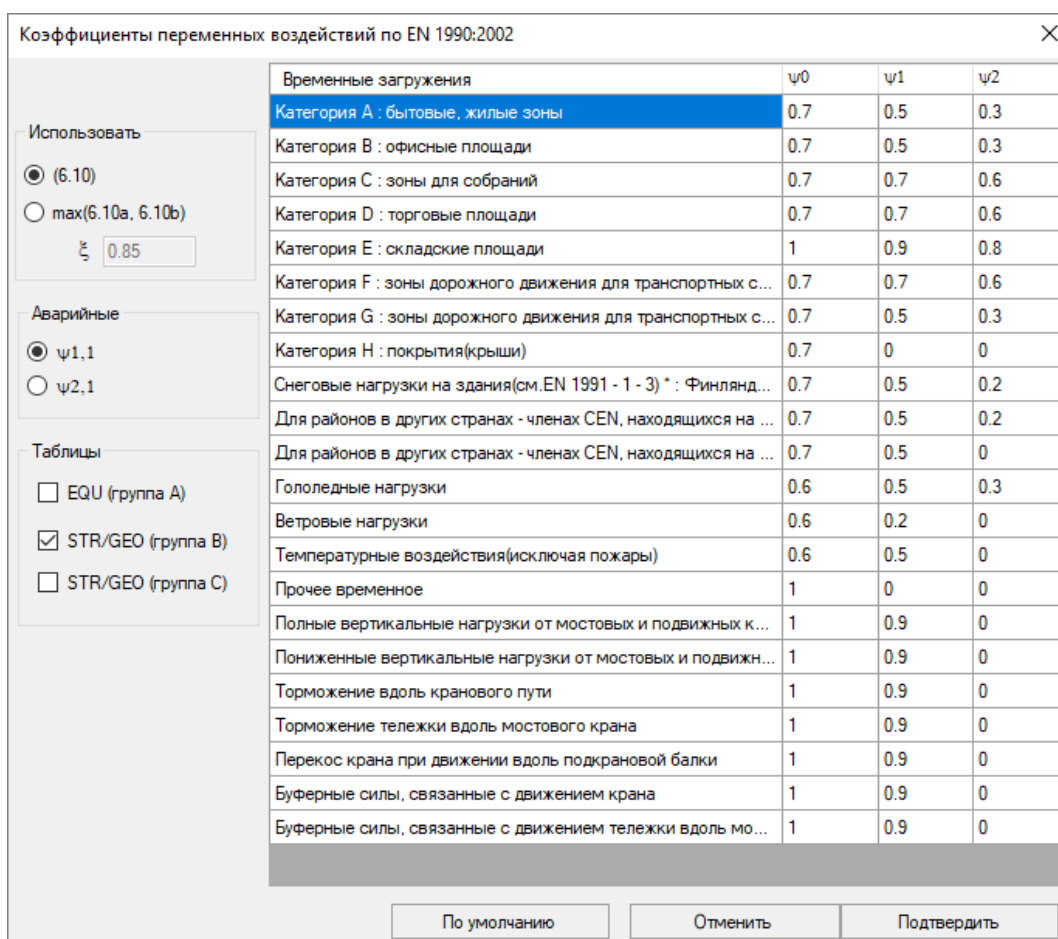 Коэффициенты переменных воздействий по EN 1990:2002
Использовать
(6.10)
max(6.10a, 6.10b)
ξ 0.85
Аварийные
ψ1,1
ψ2,1
Таблицы
EQU (группа А)
STR/GEO (группа В)
STR/GEO (группа С)
Временные загружения ψ0 ψ1 ψ2
Категория А : бытовые, жилые зоны 0.7 0.5 0.3
Категория B : офисные площади 0.7 0.5 0.3
Категория C : зоны для собраний 0.7 0.7 0.6
Категория D : торговые площади 0.7 0.7 0.6
Категория E : складские площади 1 0.9 0.8
Категория F : зоны дорожного движения для транспортных с... 0.7 0.7 0.6
Категория G : зоны дорожного движения для транспортных с... 0.7 0.5 0.3
Категория H : покрытия(крыши) 0.7 0 0
Снеговые нагрузки на здания(см.EN 1991 - 1 - 3) * : Финлянд... 0.7 0.5 0.2
Для районов в других странах - членах CEN, находящихся на ... 0.7 0.5 0.2
Для районов в других странах - членах CEN, находящихся на ... 0.7 0.5 0
Гололедные нагрузки 0.6 0.5 0.3
Ветровые нагрузки 0.6 0.2 0
Температурные воздействия(исключая пожары) 0.6 0.5 0
Прочее временное 1 0 0
Полные вертикальные нагрузки от мостовых и подвижных к... 1 0.9 0
Пониженные вертикальные нагрузки от мостовых и подвижн... 1 0.9 0
Торможение вдоль кранового пути 1 0.9 0
Торможение тележки вдоль мостового крана 1 0.9 0
Перекос крана при движении вдоль подкрановой балки 1 0.9 0
Буферные силы, связанные с движением крана 1 0.9 0
Буферные силы, связанные с движением тележки вдоль мо... 1 0.9 0
По умолчанию Отменить Подтвердить